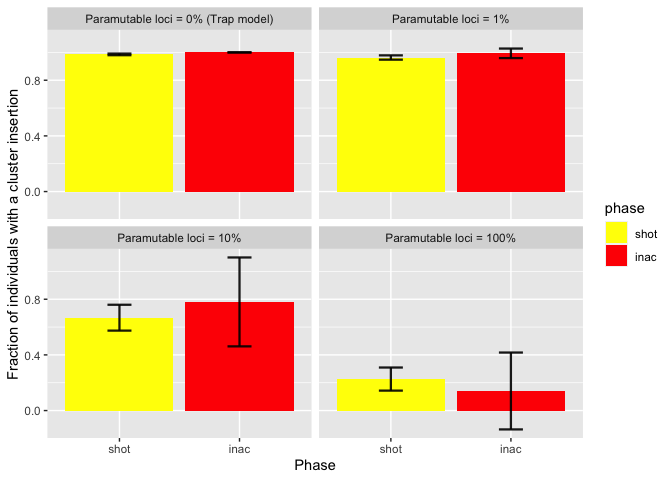 Paramutable loci = 0% (Trap model)
Paramutable loci = 1%
0.8
0.4
0.0
Paramutable loci = 10%
Paramutable loci = 100%
0.8
0.4
0.0
shot
inac
shot
inac
Phase
Fraction of individuals with a cluster insertion
phase
shot
inac